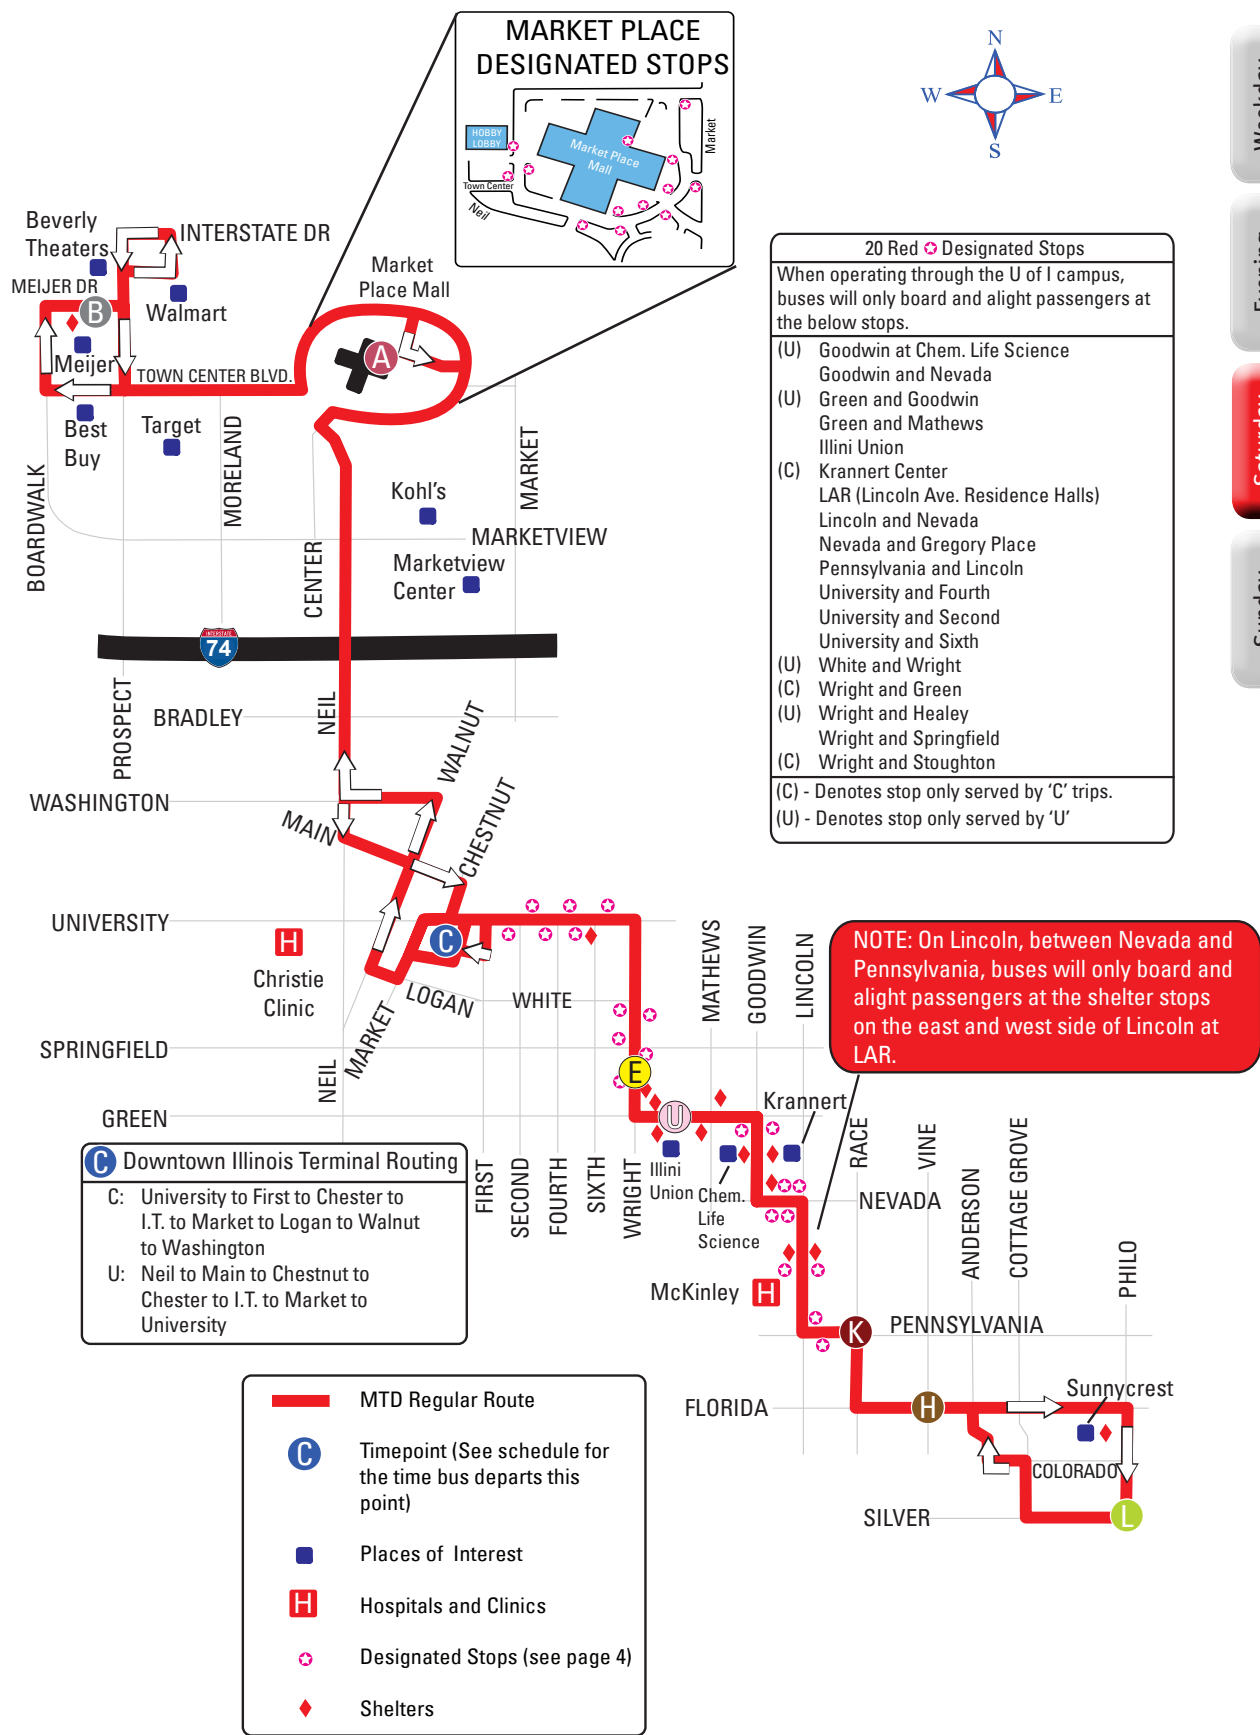 MARKET PLACE
DESIGNATED STOPS
HOBBY
LOBBY
Market Place
Mall
Market
Town Center
Neil
N
W
E
S
Weekday
Evening
Saturday
Sunday
Beverly
Theaters
INTERSTATE DR
MEIJER DR
B
Walmart
Meijer
Market
Place Mall
A
TOWN CENTER BLVD.
Best
Buy
Target
BOARDWALK
MORELAND
CENTER
MARKET
Kohl's
MARKETVIEW
Marketview
Center
INTERSTATE
74
PROSPECT
BRADLEY
NEIL
WALNUT
WASHINGTON
MAIN
CHESTNUT
UNIVERSITY
H
Christie
Clinic
C
LOGAN
WHITE
MARKET
NEIL
SPRINGFIELD
GREEN
MATHEWS
GOODWIN
LINCOLN
E
U
Krannert
Illini
Union
Chem.
Life
Science
FIRST
SECOND
FOURTH
SIXTH
WRIGHT
RACE
VINE
NEVADA
ANDERSON
COTTAGE GROVE
PHILO
McKinley
H
K
PENNSYLVANIA
FLORIDA
H
Sunnycrest
COLORADO
SILVER
L
20 Red Designated Stops
When operating through the U of I campus,
buses will only board and alight passengers at
the below stops.
(U) Goodwin at Chem. Life Science
Goodwin and Nevada
(U) Green and Goodwin
Green and Mathews
Illini Union
(C) Krannert Center
LAR (Lincoln Ave. Residence Halls)
Lincoln and Nevada
Nevada and Gregory Place
Pennsylvania and Lincoln
University and Fourth
University and Second
University and Sixth
(U) White and Wright
(C) Wright and Green
(U) Wright and Healey
Wright and Springfield
(C) Wright and Stoughton
(C) - Denotes stop only served by ‘C’ trips.
(U) - Denotes stop only served by ‘U’
NOTE: On Lincoln, between Nevada and
Pennsylvania, buses will only board and
alight passengers at the shelter stops
on the east and west side of Lincoln at
LAR.
C Downtown Illinois Terminal Routing
C: University to First to Chester to
I.T. to Market to Logan to Walnut
to Washington
U: Neil to Main to Chestnut to
Chester to I.T. to Market to
University
MTD Regular Route
C Timepoint (See schedule for
the time bus departs this
point)
Places of Interest
H Hospitals and Clinics
Designated Stops (see page 4)
Shelters